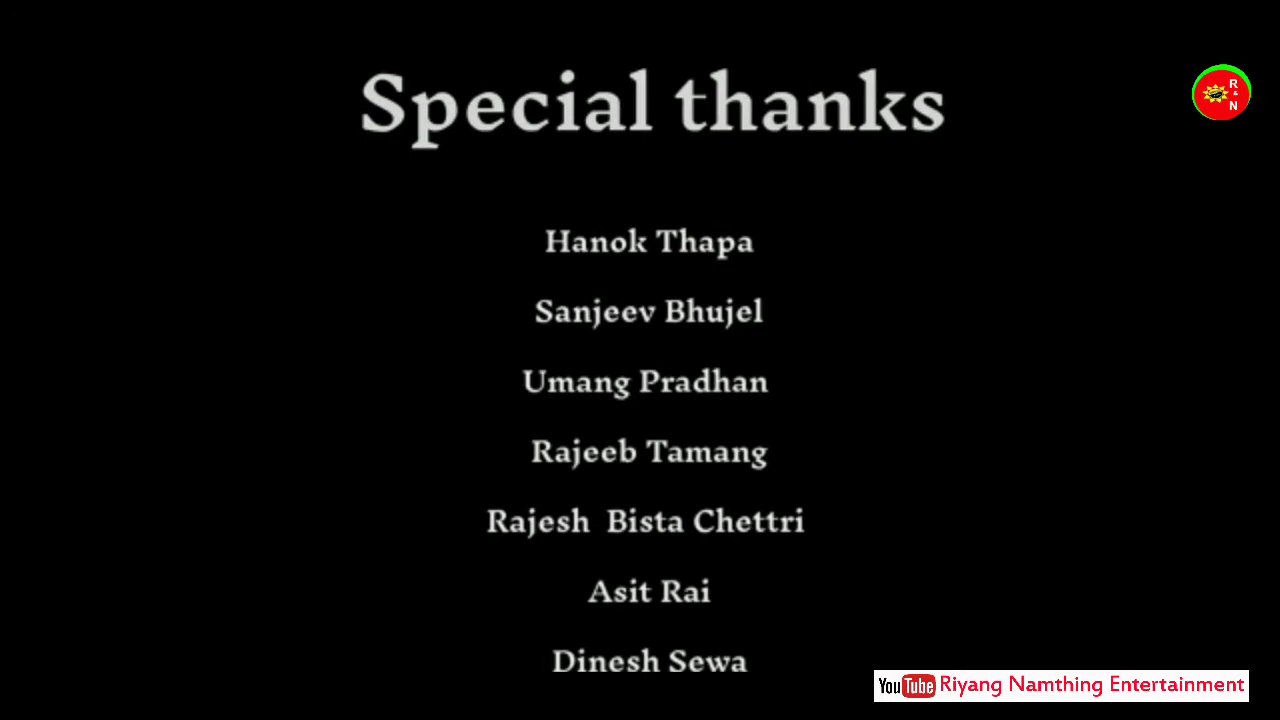 Special thanks
R
&
N
Hanok Thapa
Sanjeev Bhujel
Umang Pradhan
Rajeeb Tamang
Rajesh  Bista Chettri
Asit Rai
Dinesh Sewa
YouTube Riyang Namthing Entertainment